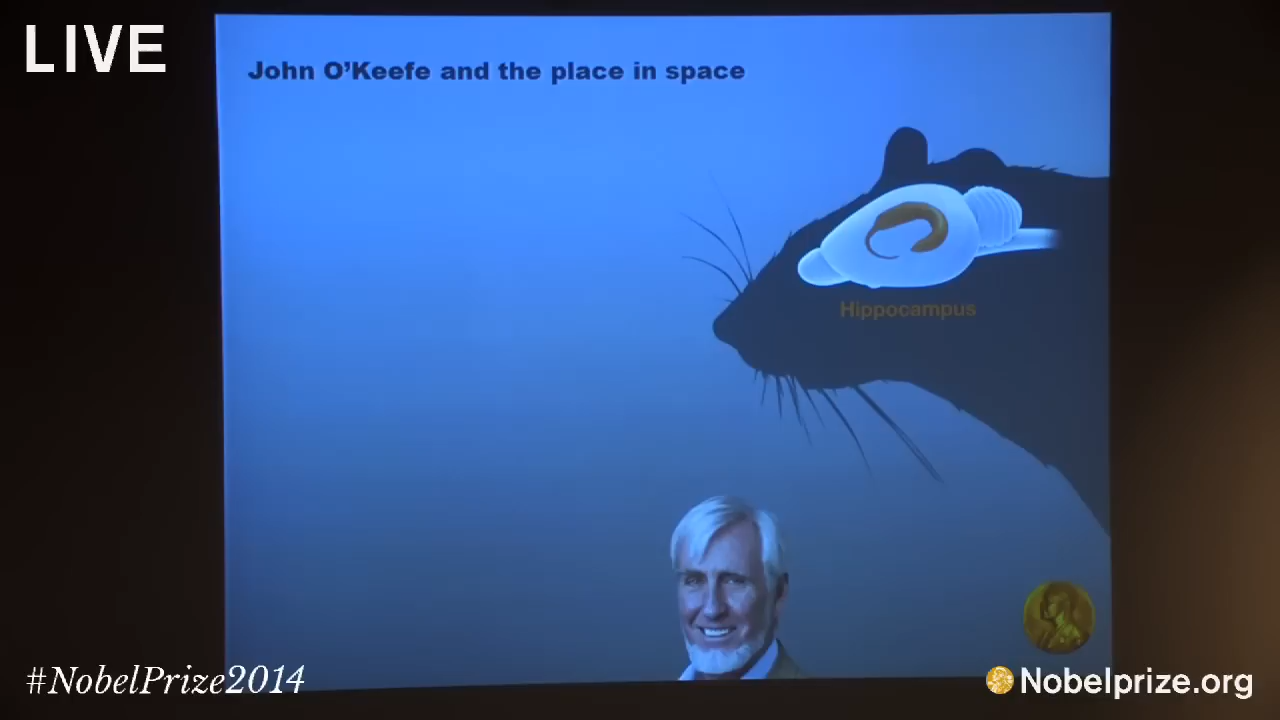 LIVE
John O'Keefe and the place in space
Hippocampus
#NobelPrize2014
Nobelprize.org